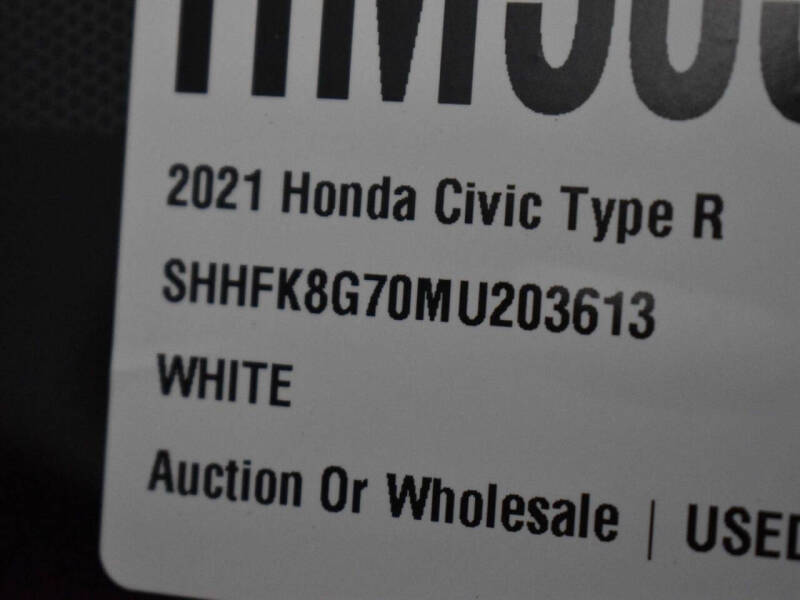 2021 Honda Civic Type R
SHHFK8G70MU203613
WHITE
Auction Or Wholesale | USED